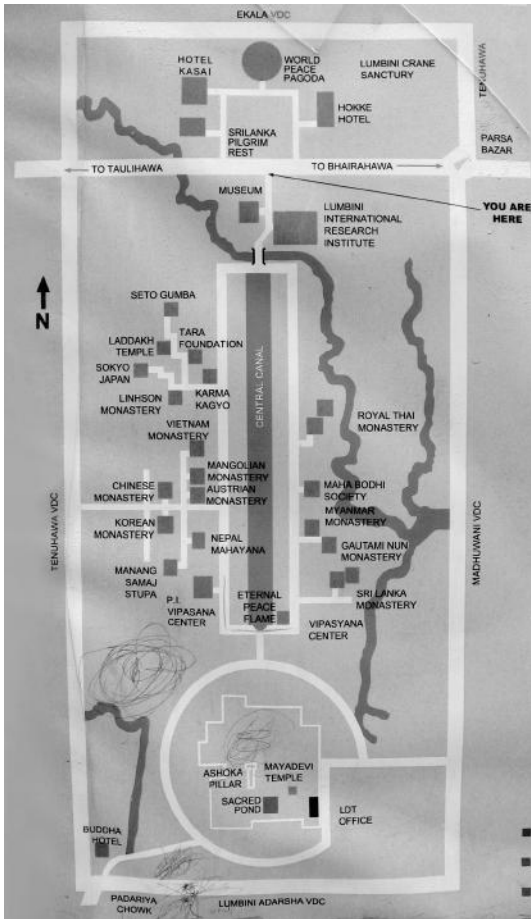 EKALA VDC
HOTEL
KASAI
WORLD
PEACE
PAGODA
LUMBINI CRANE
SANCTURY
TENUHAWA
HOKKE
HOTEL
SRILANKA
PILGRIM
REST
PARSA
BAZAR
TO TAULIHAWA
TO BHAIRAHAWA
MUSEUM
YOU ARE
HERE
LUMBINI
INTERNATIONAL
RESEARCH
INSTITUTE
N
SETO GUMBA
TARA
FOUNDATION
LADDAKH
TEMPLE
SOKYO
JAPAN
KARMA
KAGYO
LINHSON
MONASTERY
CENTRAL CANAL
ROYAL THAI
MONASTERY
VIETNAM
MONASTERY
MANGOLIAN
MONASTERY
AUSTRIAN
MONASTERY
CHINESE
MONASTERY
MAHA BODHI
SOCIETY
MYANMAR
MONASTERY
KOREAN
MONASTERY
NEPAL
MAHAYANA
GAUTAMI NUN
MONASTERY
TENUHAWA VDC
MADHUWANI VDC
MANANG
SAMAJ
STUPA
P.I.
VIPASANA
CENTER
ETERNAL
PEACE
FLAME
SRI LANKA
MONASTERY
VIPASYANA
CENTER
ASHOKA
PILLAR
MAYADEVI
TEMPLE
SACRED
POND
LDT
OFFICE
BUDDHA
HOTEL
PADARIYA
CHOWK
LUMBINI ADARSHA VDC